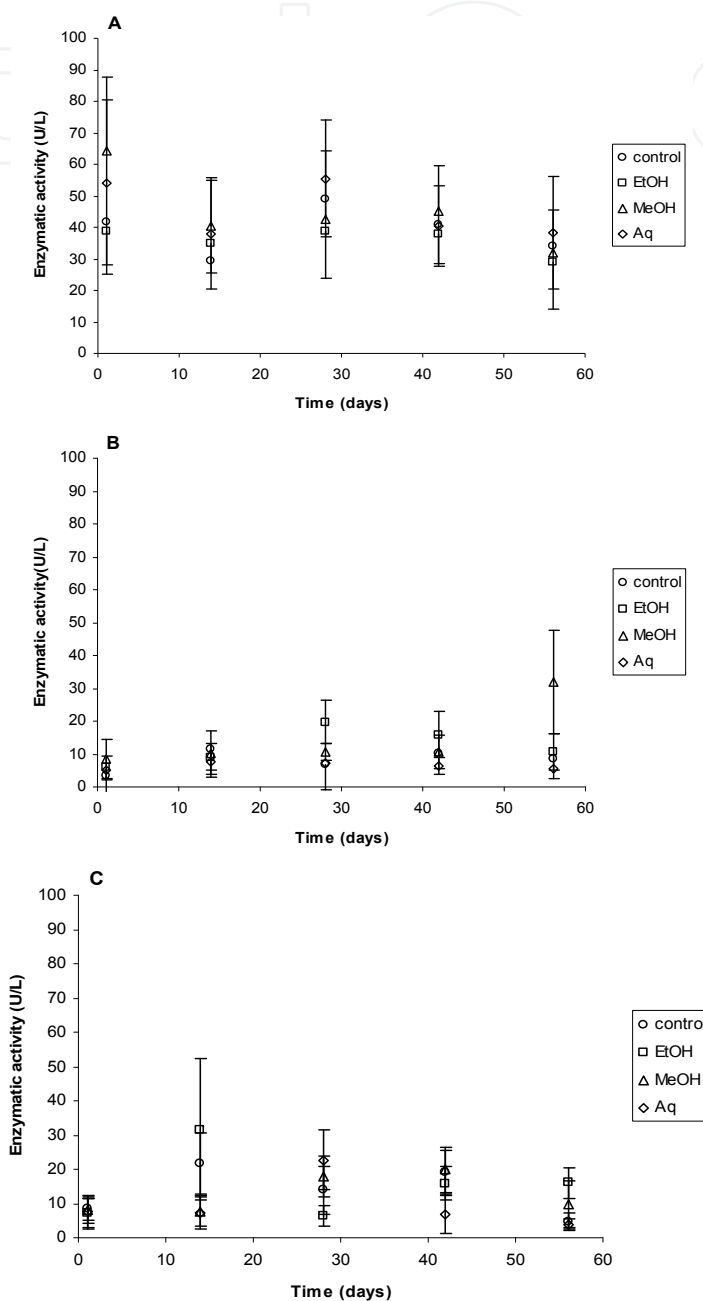 A
100
90
80
70
60
50
40
30
20
10
0
Enzymatic activity (U/L)
0 10 20 30 40 50 60
Time (days)
control
EtOH
MeOH
Aq
B
100
90
80
70
60
50
40
30
20
10
0
Enzymatic activity(U/L)
0 10 20 30 40 50 60
Time (days)
control
EtOH
MeOH
Aq
C
100
90
80
70
60
50
40
30
20
10
0
Enzymatic activity (U/L)
0 10 20 30 40 50 60
Time (days)
contro
EtOH
MeOH
Aq